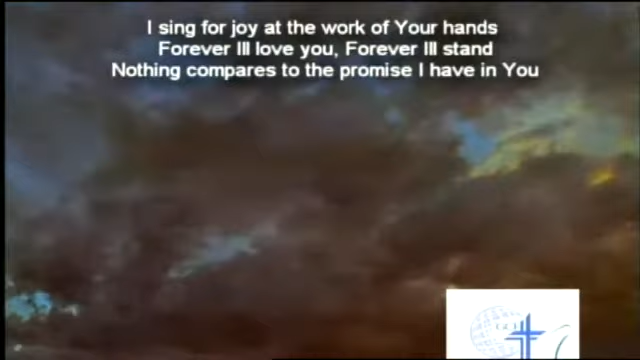 I sing for joy at the work of Your hands
Forever Ill love you, Forever Ill stand
Nothing compares to the promise I have in You